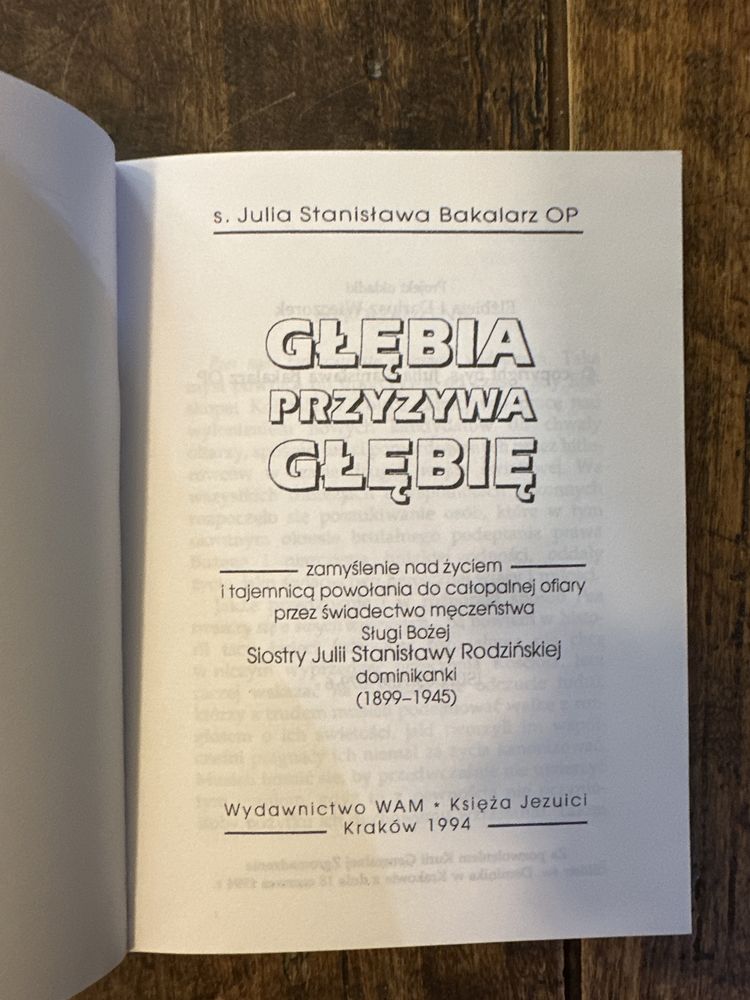 s. Julia Stanisława Bakalarz OP
GŁĘBIA
PRZYZYWA
GŁĘBIĘ
zamyślenie nad życiem
i tajemnicą powołania do całopalnej ofiary
przez świadectwo męczeństwa
Sługi Bożej
Siostry Julii Stanisławy Rodzińskiej
dominikanki
(1899–1945)
Wydawnictwo WAM * Księża Jezuici
Kraków 1994